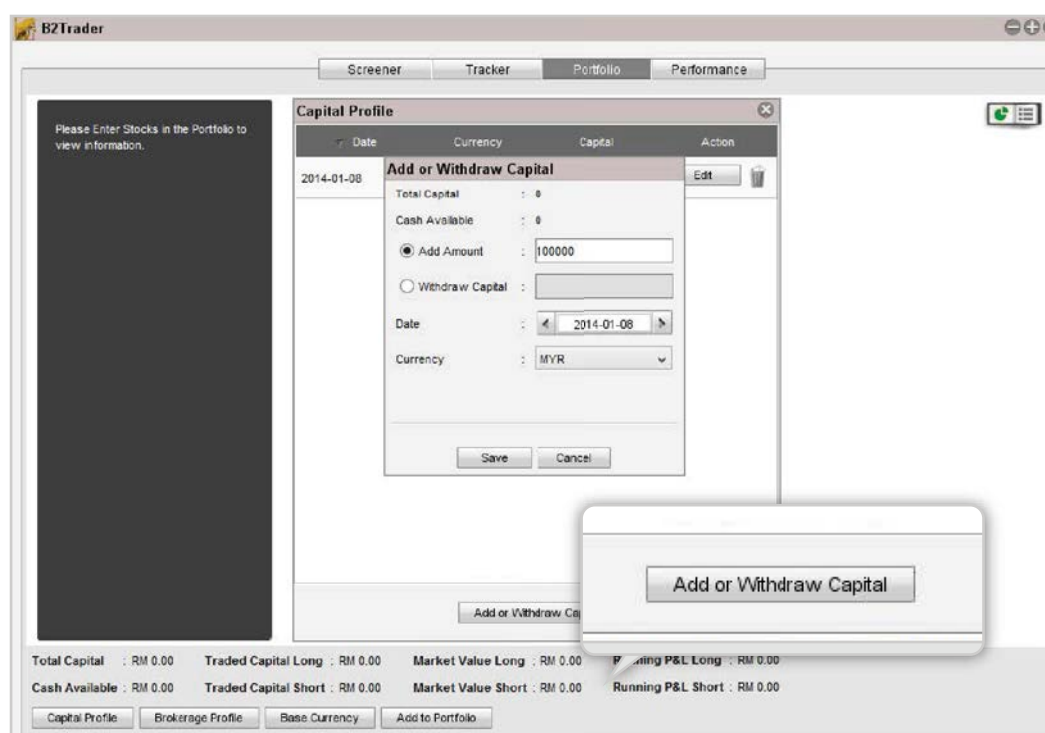 B2Trader
Screener Tracker Portfolio Performance
Please Enter Stocks in the Portfolio to
view information.
Capital Profile
Date Currency Capital Action
2014-01-08 Edit
Add or Withdraw Capital
Total Capital : 0
Cash Available : 0
Add Amount : 100000
Withdraw Capital :
Date : 2014-01-08
Currency : MYR
Save Cancel
Add or Withdraw Capital
Add or Withdraw Ca
Total Capital : RM 0.00 Traded Capital Long : RM 0.00 Market Value Long : RM 0.00 Running P&L Long : RM 0.00
Cash Available : RM 0.00 Traded Capital Short : RM 0.00 Market Value Short : RM 0.00 Running P&L Short : RM 0.00
Capital Profile Brokerage Profile Base Currency Add to Portfolio